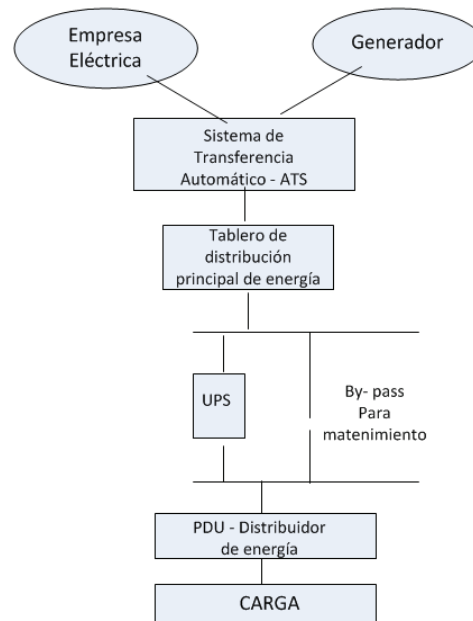 Empresa
Eléctrica
Generador
Sistema de
Transferencia
Automático - ATS
Tablero de
distribución
principal de energía
UPS
By- pass
Para
matenimiento
PDU - Distribuidor
de energía
CARGA